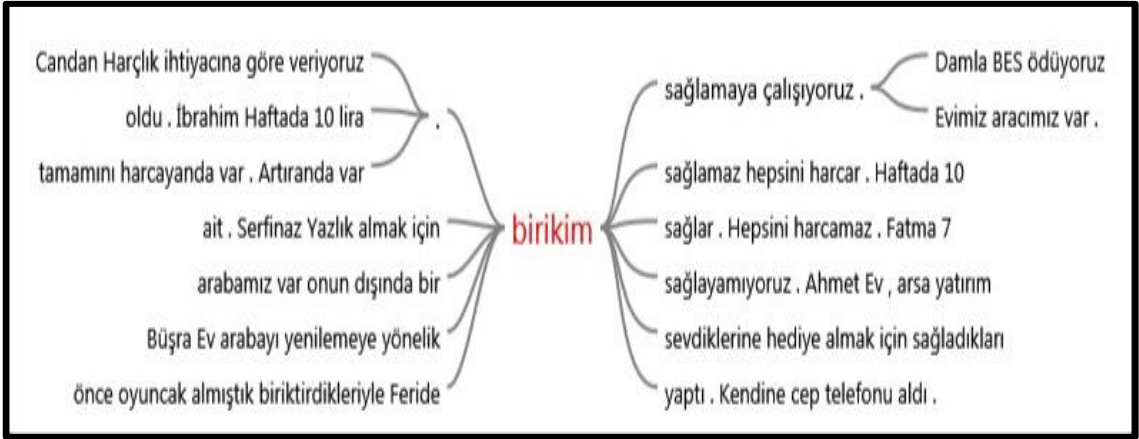 Candan Harçlık ihtiyacına göre veriyoruz
oldu . İbrahim Haftada 10 lira
tamamını harcayanda var . Artıranda var
.
ait . Serfinaz Yazlık almak için
arabamız var onun dışında bir
Büşra Ev arabayı yenilemeye yönelik
önce oyuncak almıştık biriktirdikleriyle Feride
birikim
sağlamaya çalışıyoruz .
Damla BES ödüyoruz
Evimiz aracımız var .
sağlamaz hepsini harcar . Haftada 10
sağlar . Hepsini harcamaz . Fatma 7
sağlayamıyoruz . Ahmet Ev , arsa yatırım
sevdiklerine hediye almak için sağladıkları
yaptı . Kendine cep telefonu aldı .